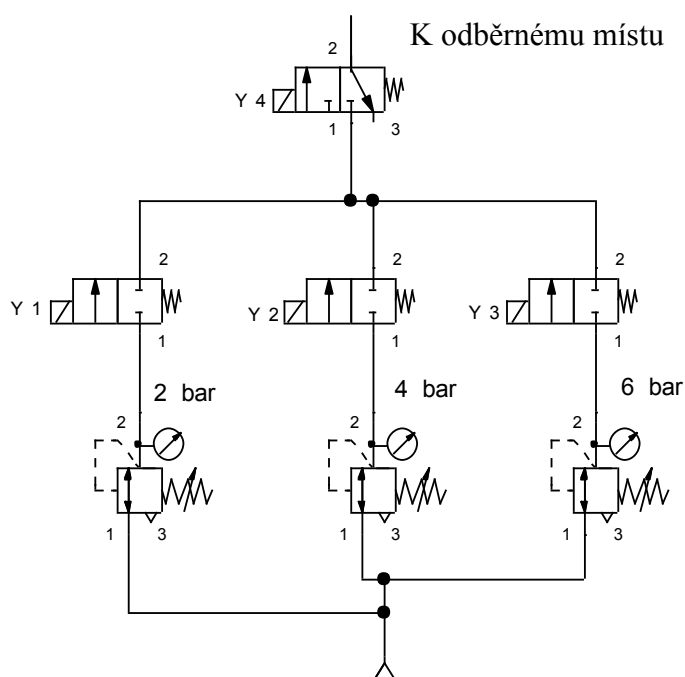 K odběrnému místu
2
Y 4
1 3
2 2 2
Y 1 Y 2 Y 3
1 1 1
2 bar 4 bar 6 bar
2 2 2
1 3 1 3 1 3